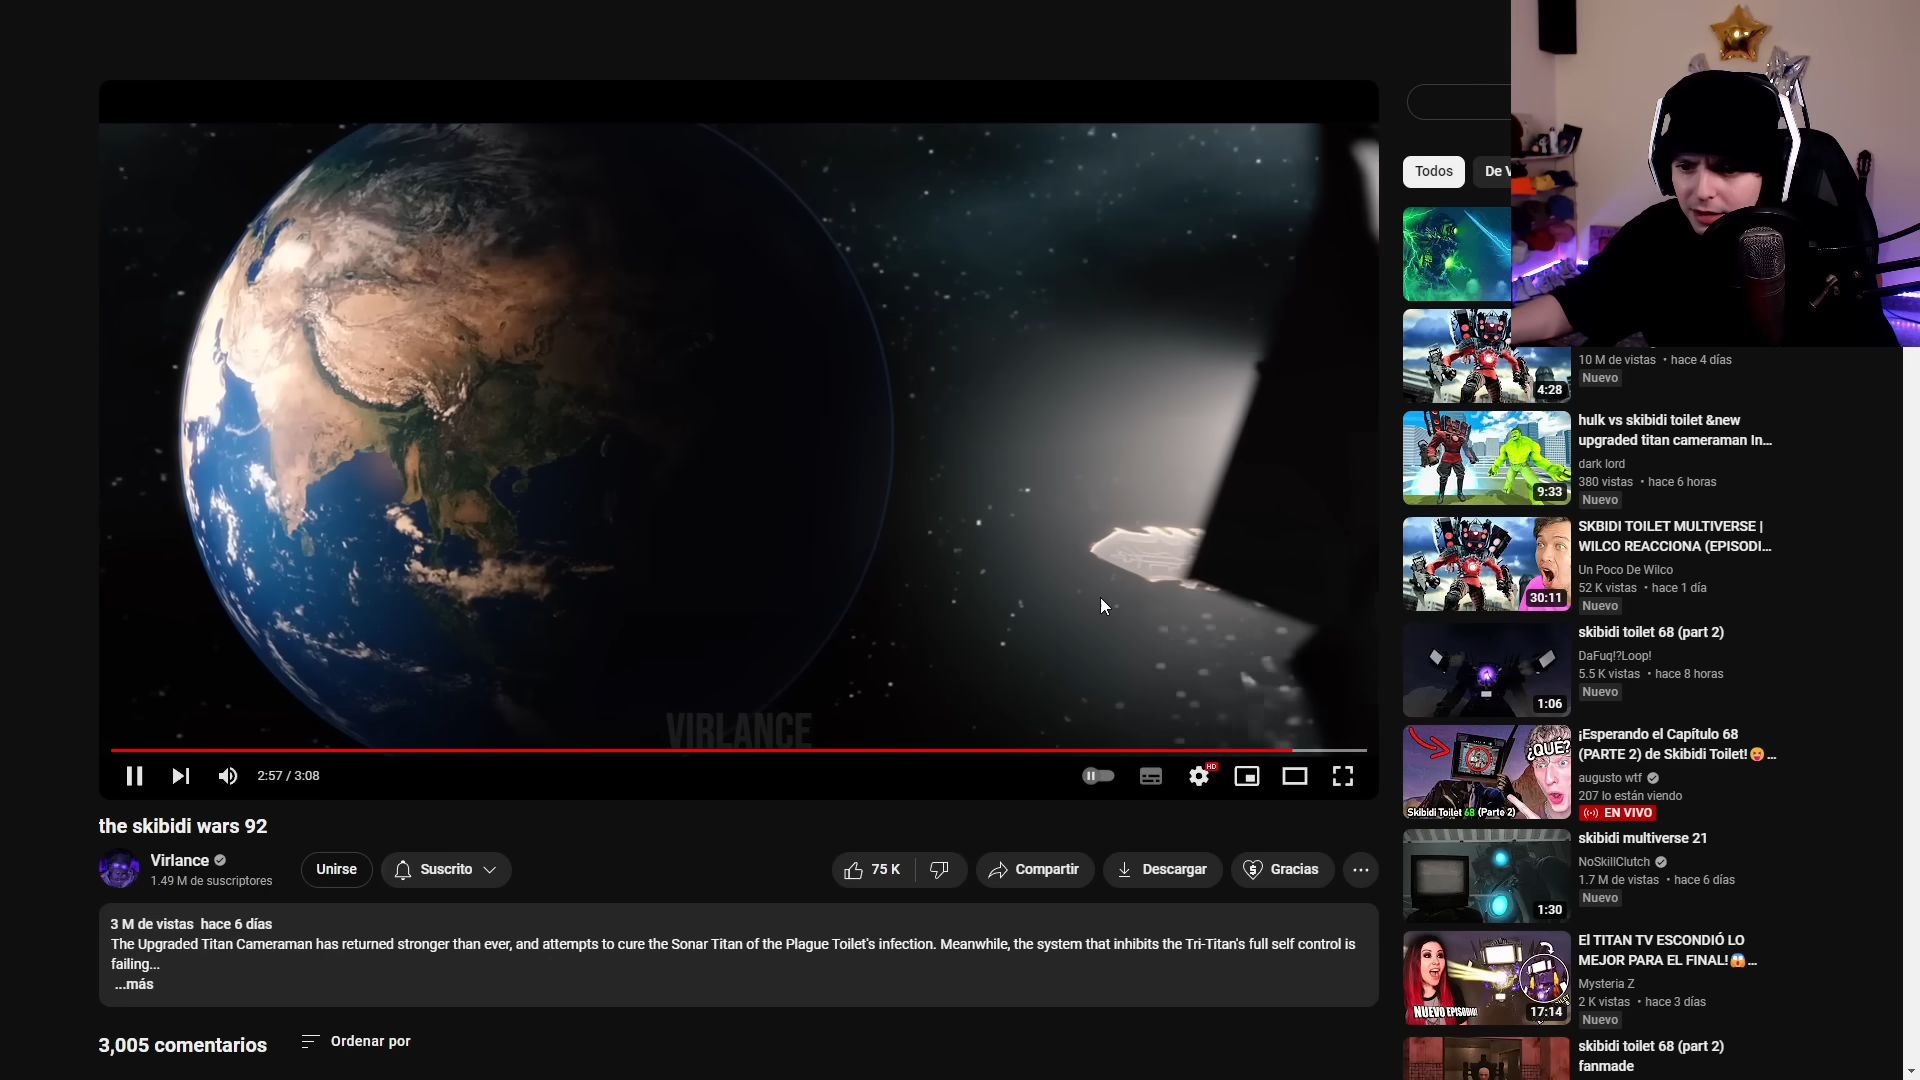 VIRLANCE
2:57 / 3:08
HD
the skibidi wars 92
Virlance
1.49 M de suscriptores
Unirse
Suscrito
75 K
Compartir
Descargar
Gracias
3 M de vistas hace 6 días
The Upgraded Titan Cameraman has returned stronger than ever, and attempts to cure the Sonar Titan of the Plague Toilet's infection. Meanwhile, the system that inhibits the Tri-Titan's full self control is
failing...
...más
3,005 comentarios
Ordenar por
Todos
De
10 M de vistas • hace 4 días
Nuevo
4:28
hulk vs skibidi toilet &new
upgraded titan cameraman In...
dark lord
380 vistas • hace 6 horas
Nuevo
9:33
SKBIDI TOILET MULTIVERSE |
WILCO REACCIONA (EPISODI...
Un Poco De Wilco
52 K vistas • hace 1 día
Nuevo
30:11
skibidi toilet 68 (part 2)
DaFuq!?Loop!
5.5 K vistas • hace 8 horas
Nuevo
1:06
¡Esperando el Capítulo 68
(PARTE 2) de Skibidi Toilet!😝...
augusto wtf
207 lo están viendo
EN VIVO
¿QUE?
Skibidi Toilet 68 (Parte 2)
skibidi multiverse 21
NoSkillClutch
1.7 M de vistas • hace 6 días
Nuevo
1:30
El TITAN TV ESCONDIÓ LO
MEJOR PARA EL FINAL!😱...
Mysteria Z
2 K vistas • hace 3 días
Nuevo
NUEVO EPISODIO!
17:14
skibidi toilet 68 (part 2)
fanmade